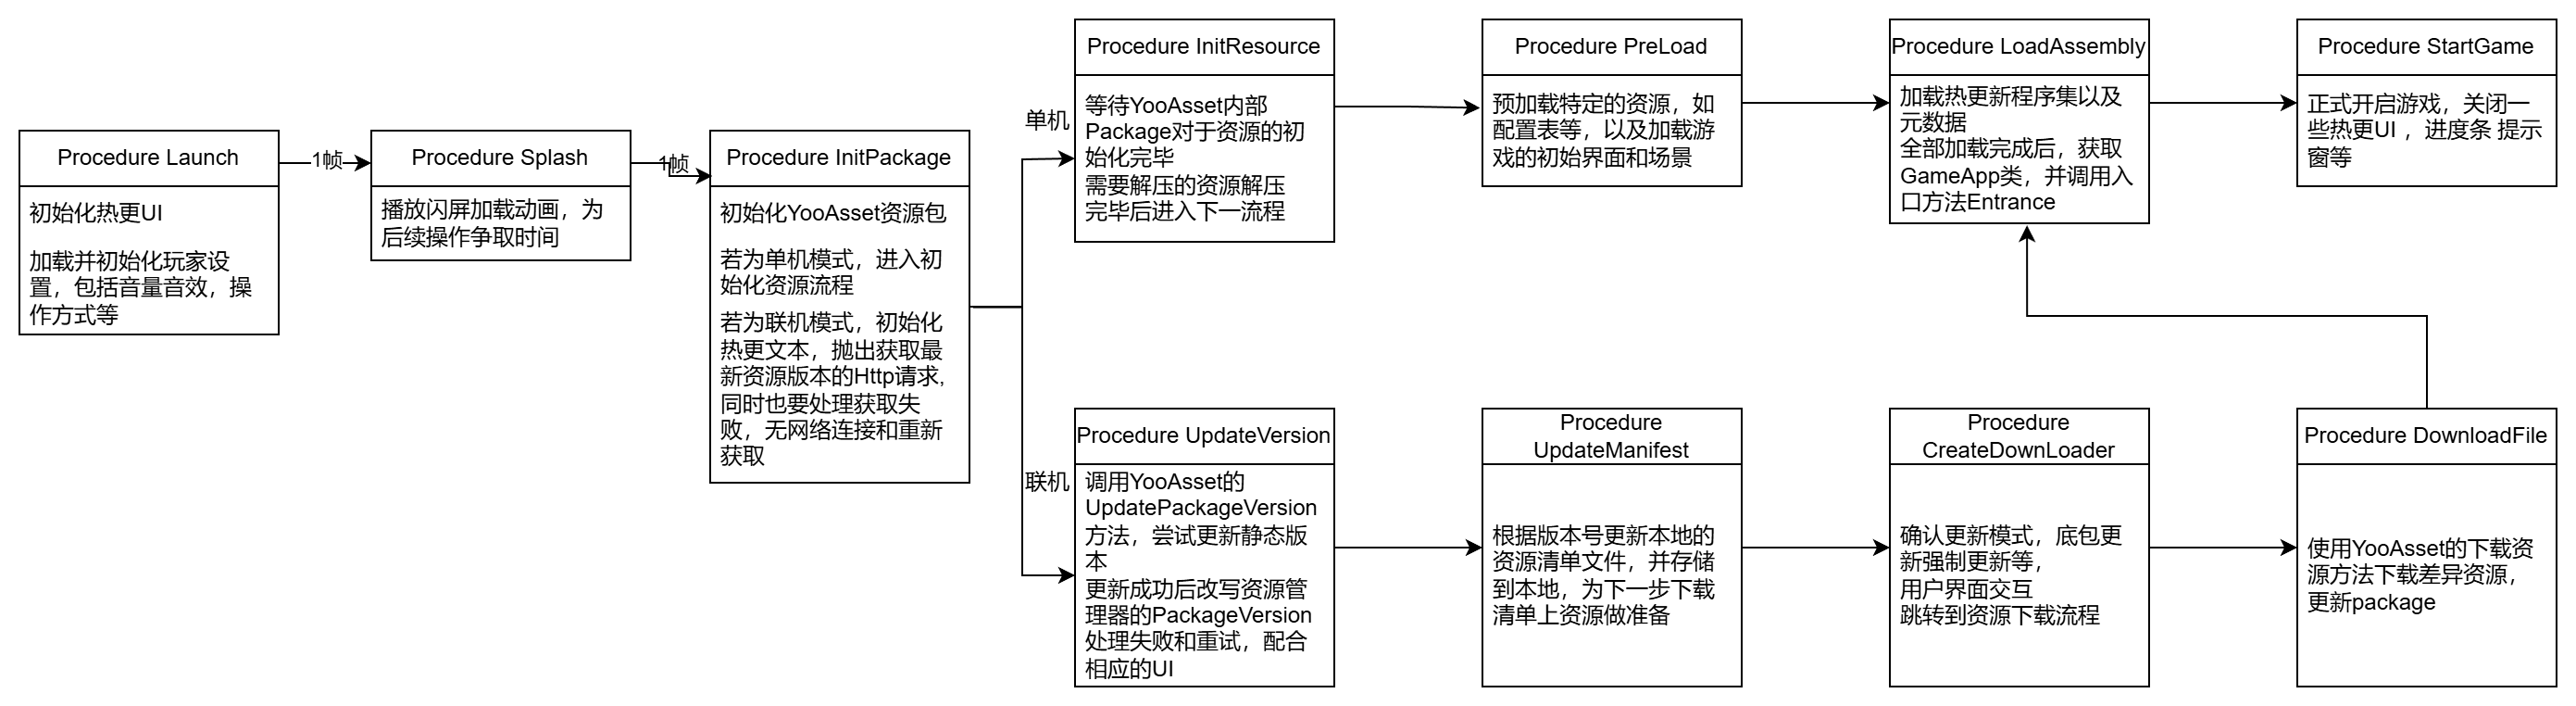 Procedure Launch
初始化热更UI
加载并初始化玩家设
置，包括音量音效，操
作方式等
1帧
Procedure Splash
播放闪屏加载动画，为
后续操作争取时间
1帧
Procedure InitPackage
初始化YooAsset资源包
若为单机模式，进入初
始化资源流程
若为联机模式，初始化
热更文本，抛出获取最
新资源版本的Http请求,
同时也要处理获取失
败，无网络连接和重新
获取
单机
Procedure InitResource
等待YooAsset内部
Package对于资源的初
始化完毕
需要解压的资源解压
完毕后进入下一流程
Procedure PreLoad
预加载特定的资源，如
配置表等，以及加载游
戏的初始界面和场景
Procedure LoadAssembly
加载热更新程序集以及
元数据
全部加载完成后，获取
GameApp类，并调用入
口方法Entrance
Procedure StartGame
正式开启游戏，关闭一
些热更UI ，进度条 提示
窗等
联机
Procedure UpdateVersion
调用YooAsset的
UpdatePackageVersion
方法，尝试更新静态版
本
更新成功后改写资源管
理器的PackageVersion
处理失败和重试，配合
相应的UI
Procedure
UpdateManifest
根据版本号更新本地的
资源清单文件，并存储
到本地，为下一步下载
清单上资源做准备
Procedure
CreateDownLoader
确认更新模式，底包更
新强制更新等，
用户界面交互
跳转到资源下载流程
Procedure DownloadFile
使用YooAsset的下载资
源方法下载差异资源，
更新package